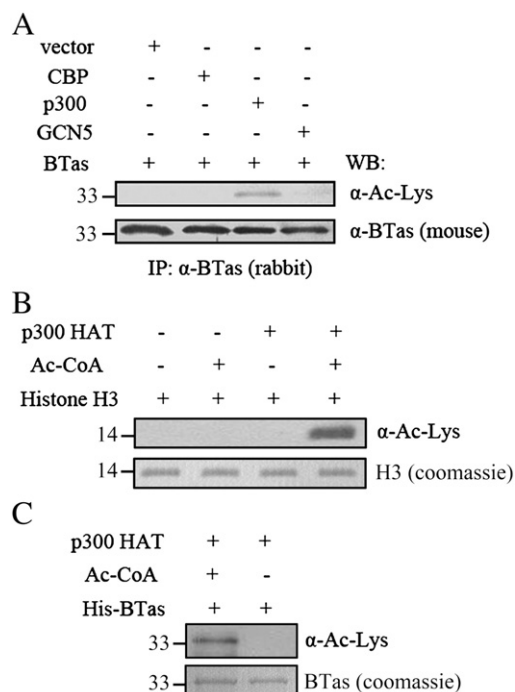 A
vector + - - -
CBP - + - -
p300 - - + -
GCN5 - - - +
BTas + + + + WB:
33 α-Ac-Lys
33 α-BTas (mouse)
IP: α-BTas (rabbit)
B
p300 HAT - - + +
Ac-CoA - + - +
Histone H3 + + + +
14 α-Ac-Lys
14 H3 (coomassie)
C
p300 HAT + +
Ac-CoA + -
His-BTas + +
33 α-Ac-Lys
33 BTas (coomassie)